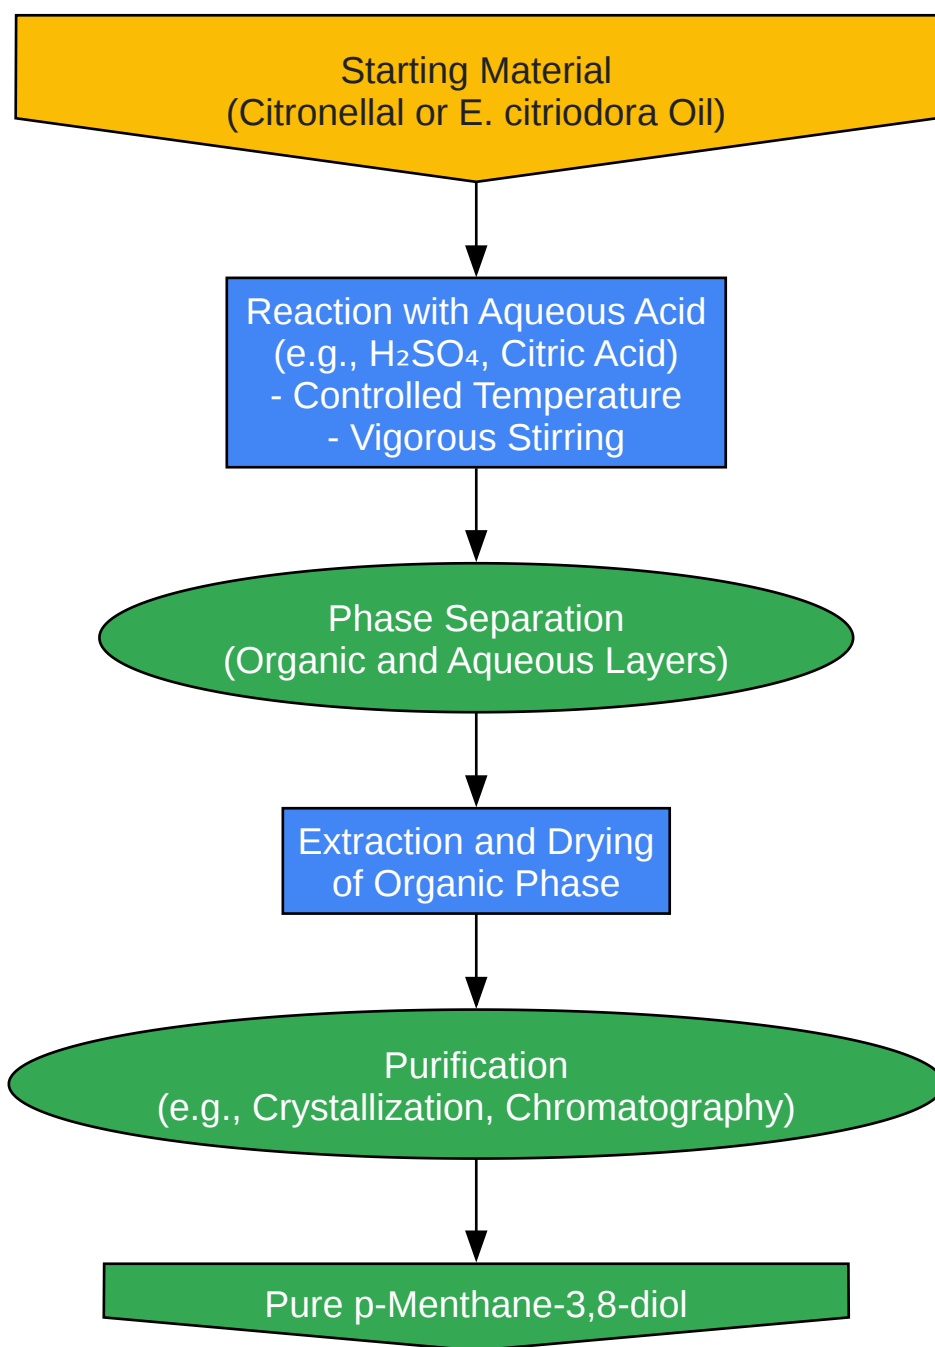 Starting Material
(Citronellal or E. citriodora Oil)
Reaction with Aqueous Acid
(e.g., H₂SO₄, Citric Acid)
- Controlled Temperature
- Vigorous Stirring
Phase Separation
(Organic and Aqueous Layers)
Extraction and Drying
of Organic Phase
Purification
(e.g., Crystallization, Chromatography)
Pure p-Menthane-3,8-diol